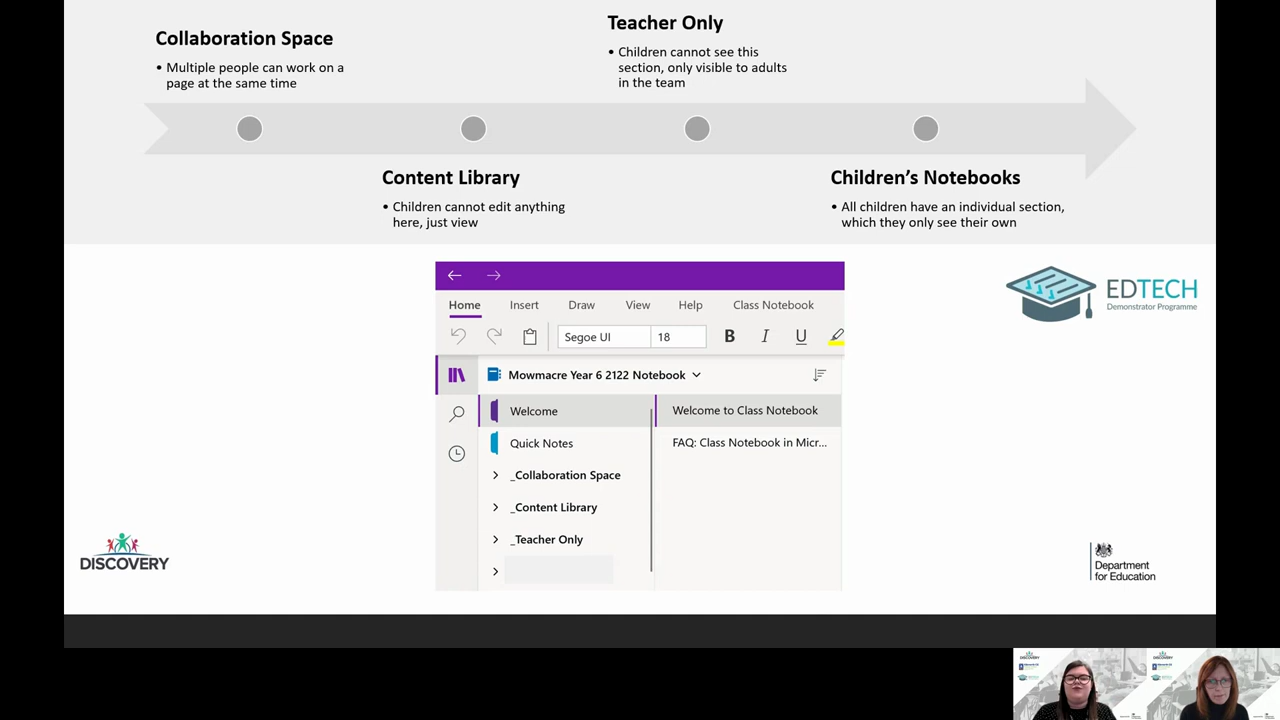 Collaboration Space
• Multiple people can work on a
page at the same time
Teacher Only
• Children cannot see this
section, only visible to adults
in the team
Content Library
• Children cannot edit anything
here, just view
Children's Notebooks
• All children have an individual section,
which they only see their own
EDTECH
Demonstrator Programme
Home Insert Draw View Help Class Notebook
Segoe UI 18 B I U
Mowmacre Year 6 2122 Notebook
Welcome
Welcome to Class Notebook
Quick Notes
FAQ: Class Notebook in Micr...
_Collaboration Space
_Content Library
_Teacher Only
DISCOVERY
Department
for Education
DISCOVERY
DISCOVERY